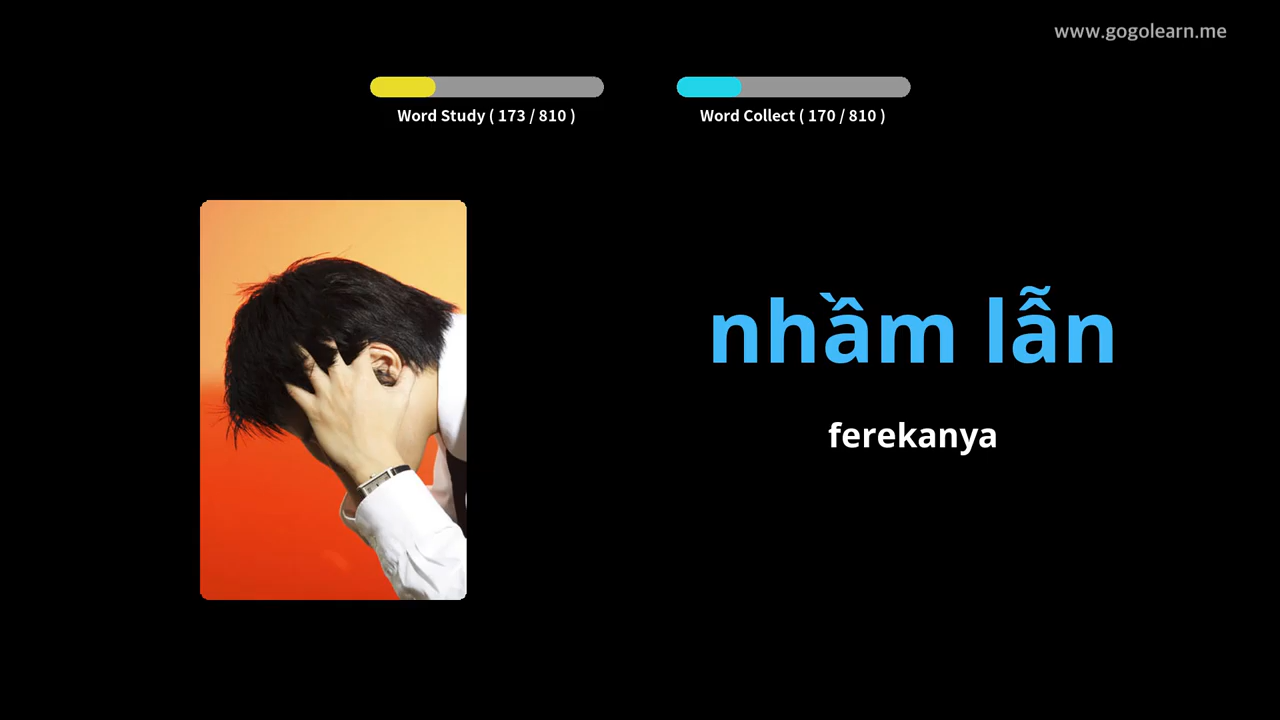 www.gogolearn.me
Word Study ( 173 / 810 )
Word Collect ( 170 / 810 )
nhầm lẫn
ferekanya